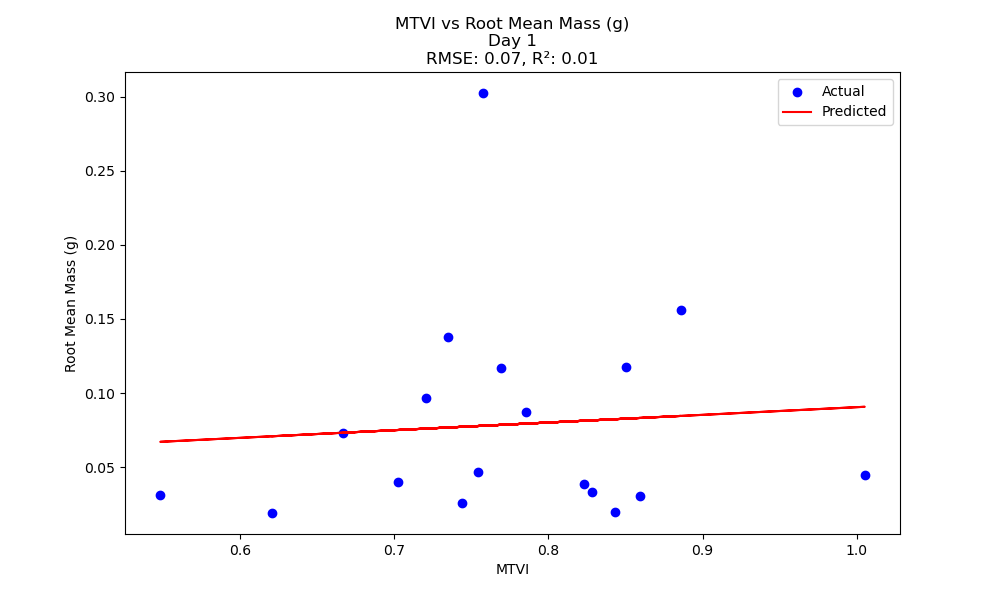 MTVI vs Root Mean Mass (g)
Day 1
RMSE: 0.07, R²: 0.01
Actual
Predicted
0.30
0.25
0.20
0.15
0.10
0.05
Root Mean Mass (g)
0.6 0.7 0.8 0.9 1.0
MTVI